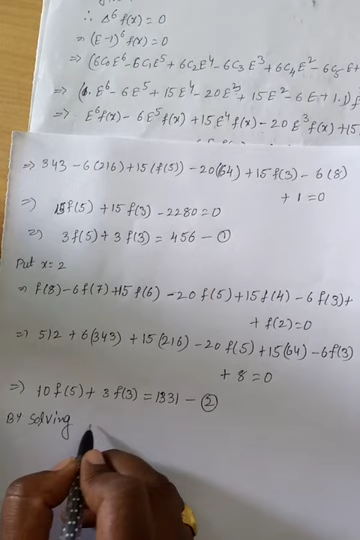 ∴ Δ⁶ f(x) = 0
⇒ (E-1)⁶ f(x) = 0
⇒ (6C₀E⁶ - 6C₁E⁵ + 6C₂E⁴ - 6C₃E³ + 6C₄E² - 6C₅E+
⇒ (1. E⁶ - 6E⁵ + 15E⁴ - 20E³ + 15E² - 6E + 1.1)f
⇒ E⁶f(x) - 6E⁵f(x) + 15E⁴f(x) - 20E³f(x) + 15
⇒ 343 - 6(216) + 15(f(5)) - 20(64) + 15f(3) - 6(8)
+ 1 = 0
⇒ 15f(5) + 15f(3) - 2280 = 0
⇒ 3f(5) + 3f(3) = 456 - ①
Put x = 2
⇒ f(8) - 6f(7) + 15f(6) - 20f(5) + 15f(4) - 6f(3)+
+ f(2) = 0
⇒ 512 + 6(343) + 15(216) - 20f(5) + 15(64) - 6f(3)
+ 8 = 0
⇒ 10f(5) + 3f(3) = 1331 - ②
By solving